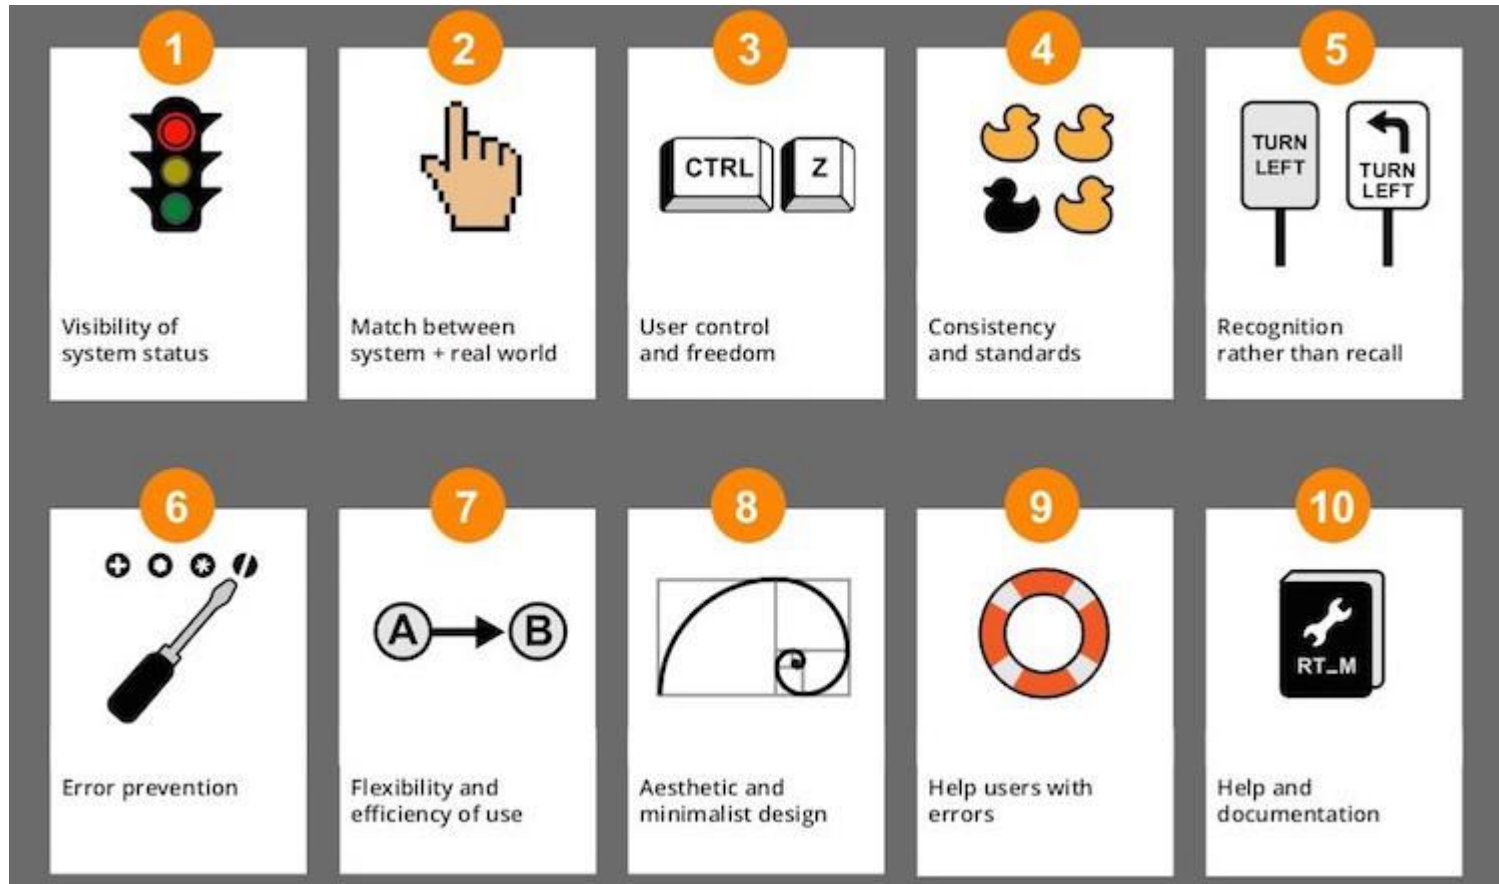 1
2
3
4
5
CTRL
Z
TURN
LEFT
TURN
LEFT
Visibility of
system status
Match between
system + real world
User control
and freedom
Consistency
and standards
Recognition
rather than recall
6
7
8
9
10
A
B
RT_M
Error prevention
Flexibility and
efficiency of use
Aesthetic and
minimalist design
Help users with
errors
Help and
documentation